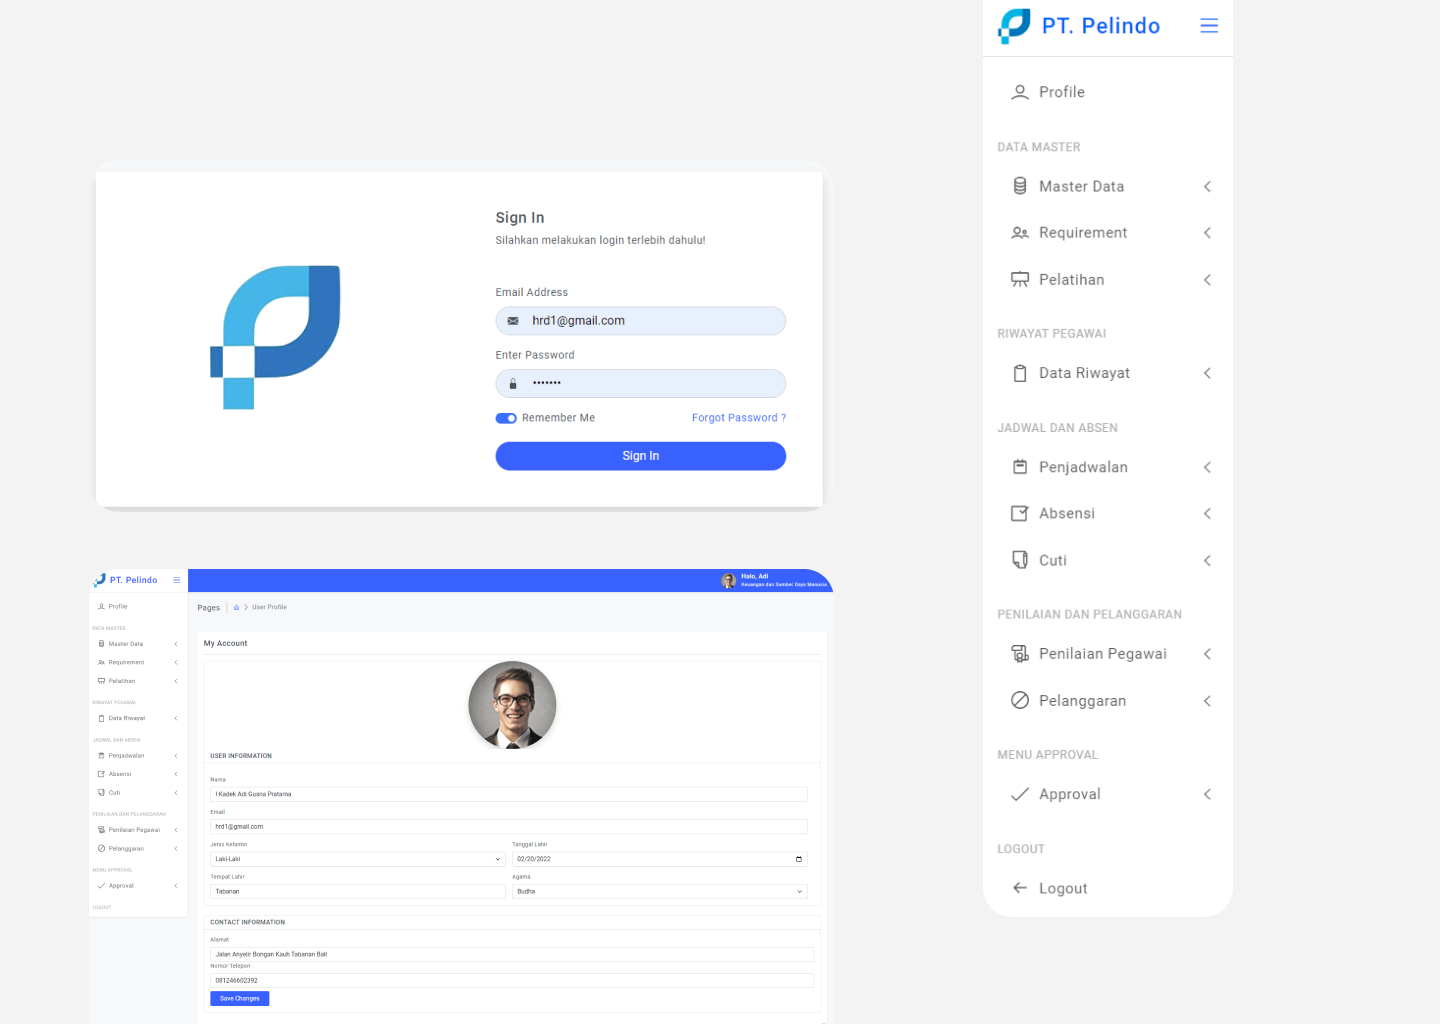 Sign In
Silahkan melakukan login terlebih dahulu!
Email Address
hrd1@gmail.com
Enter Password
•••••••
Remember Me
Forgot Password ?
Sign In
PT. Pelindo
Profile
DATA MASTER
Master Data
Requirement
Pelatihan
RIWAYAT PEGAWAI
Data Riwayat
JADWAL DAN ABSEN
Penjadwalan
Absensi
Cuti
PENILAIAN DAN PELANGGARAN
Penilaian Pegawai
Pelanggaran
MENU APPROVAL
Approval
LOGOUT
Logout
PT. Pelindo
Profile
DATA MASTER
Master Data
Requirement
Pelatihan
RIWAYAT PEGAWAI
Data Riwayat
JADWAL DAN ABSEN
Penjadwalan
Absensi
Cuti
PENILAIAN DAN PELANGGARAN
Penilaian Pegawai
Pelanggaran
MENU APPROVAL
Approval
LOGOUT
Halo, Adi
Keuangan dan Sumber Daya Manusia
Pages
User Profile
My Account
USER INFORMATION
Nama
I Kadek Adi Gusna Pratama
Email
hrd1@gmail.com
Jenis Kelamin
Tanggal Lahir
Laki-Laki
02/20/2022
Tempat Lahir
Agama
Tabanan
Budha
CONTACT INFORMATION
Alamat
Jalan Anyelir Bongan Kauh Tabanan Bali
Nomor Telepon
081246602392
Save Changes